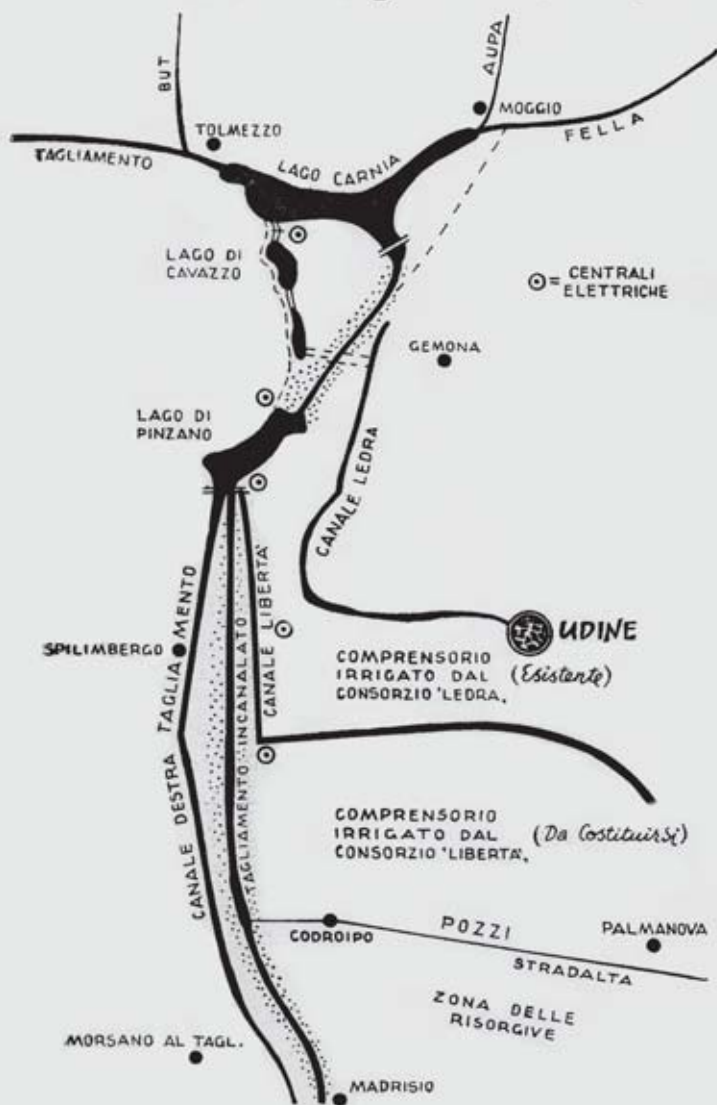 BUT
AUPA
MOGGIO
TOLMEZZO
FELLA
TAGLIAMENTO
LAGO CARNIA
LAGO DI
CAVAZZO
⊙= CENTRALI
ELETTRICHE
GEMONA
LAGO DI
PINZANO
CANALE LEDRA
CANALE DESTRA TAGLIAMENTO
TAGLIAMENTO INCANALATO
CANALE LIBERTA'
SPILIMBERGO
UDINE
COMPRENSORIO
IRRIGATO DAL (Esistente)
CONSORZIO "LEDRA"
COMPRENSORIO
IRRIGATO DAL (Da Costituirsi)
CONSORZIO "LIBERTA"
CODROIPO
POZZI
PALMANOVA
STRADALTA
ZONA DELLE
RISORGIVE
MORSANO AL TAGL.
MADRISIO